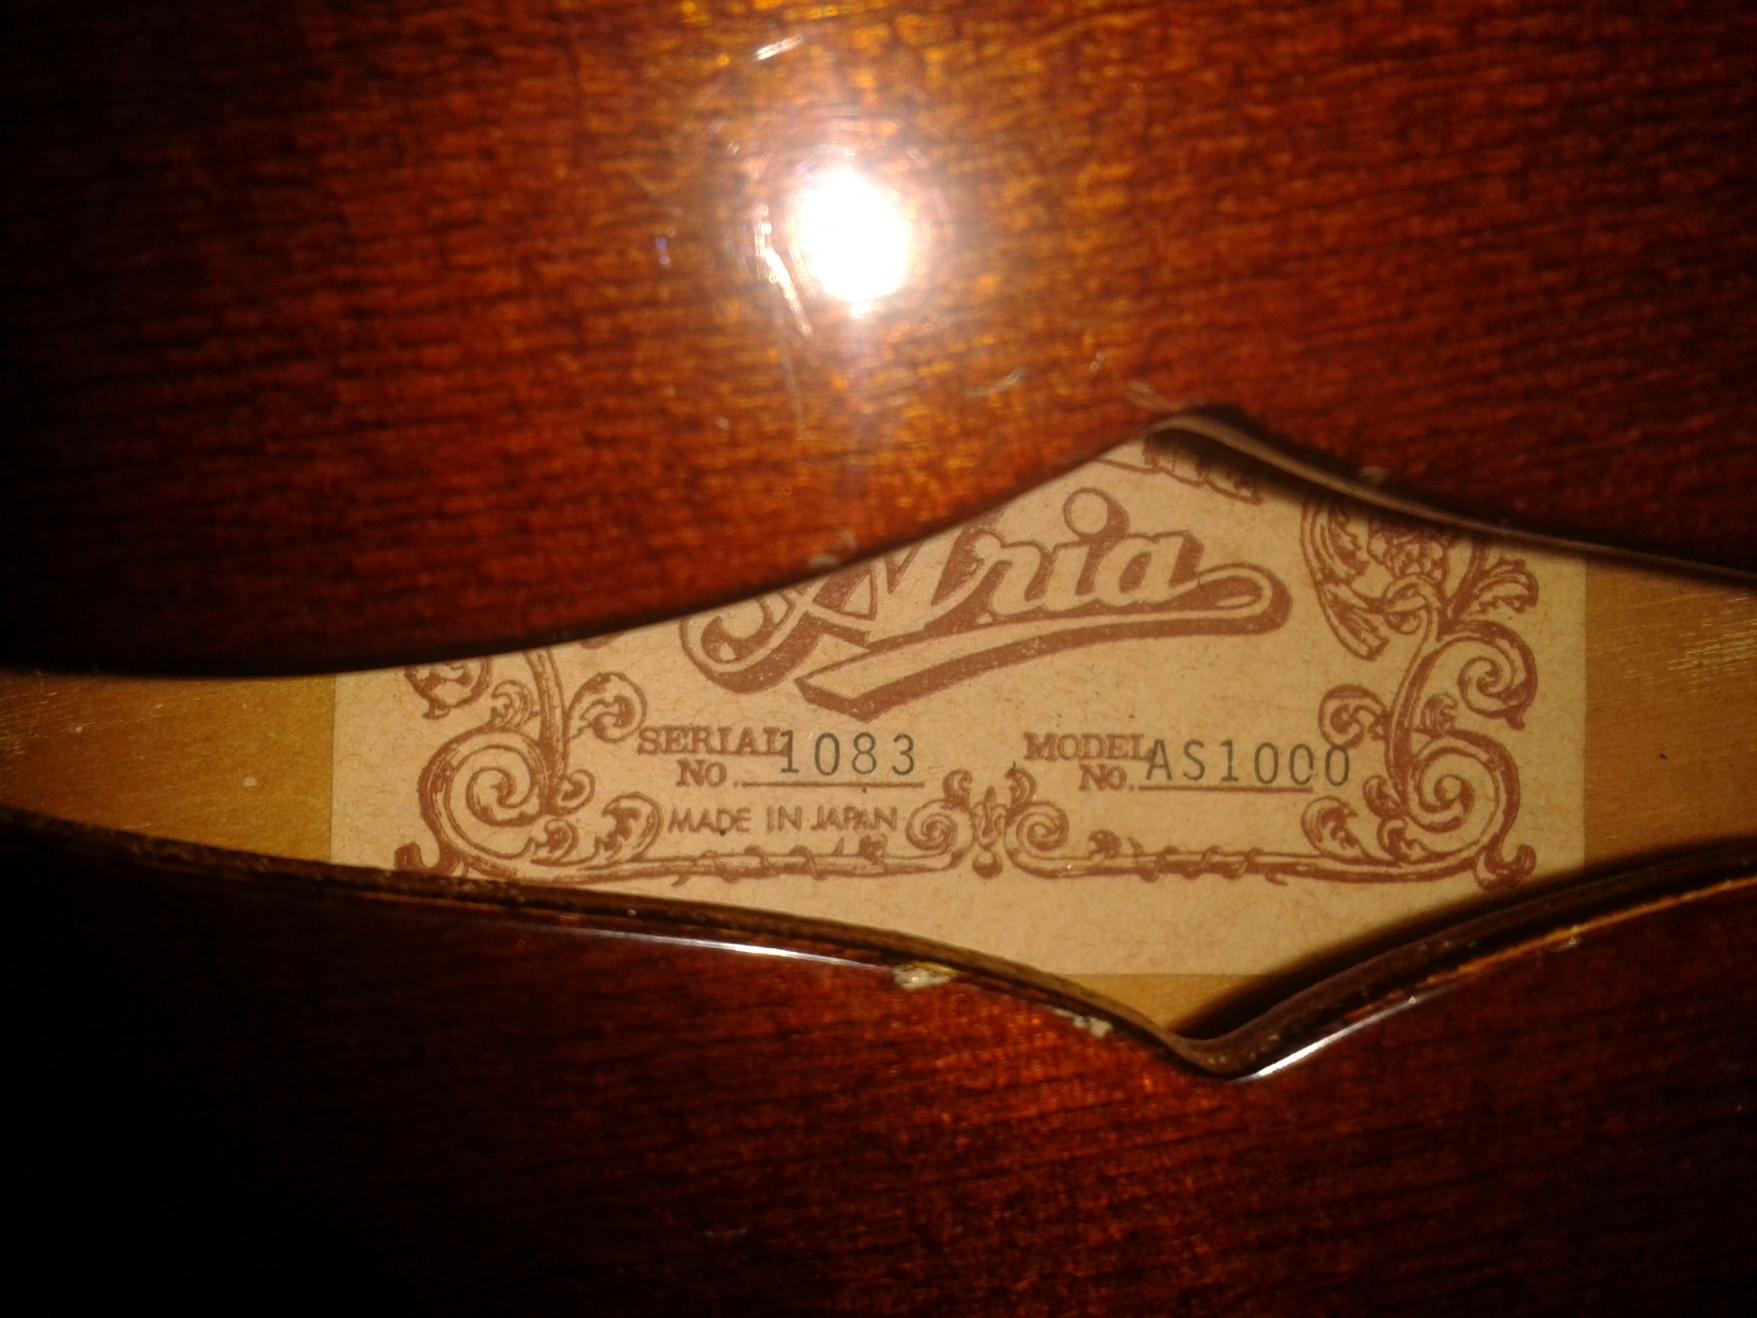 Aria
SERIAL No. 1083
MODEL No. AS1000
MADE IN JAPAN